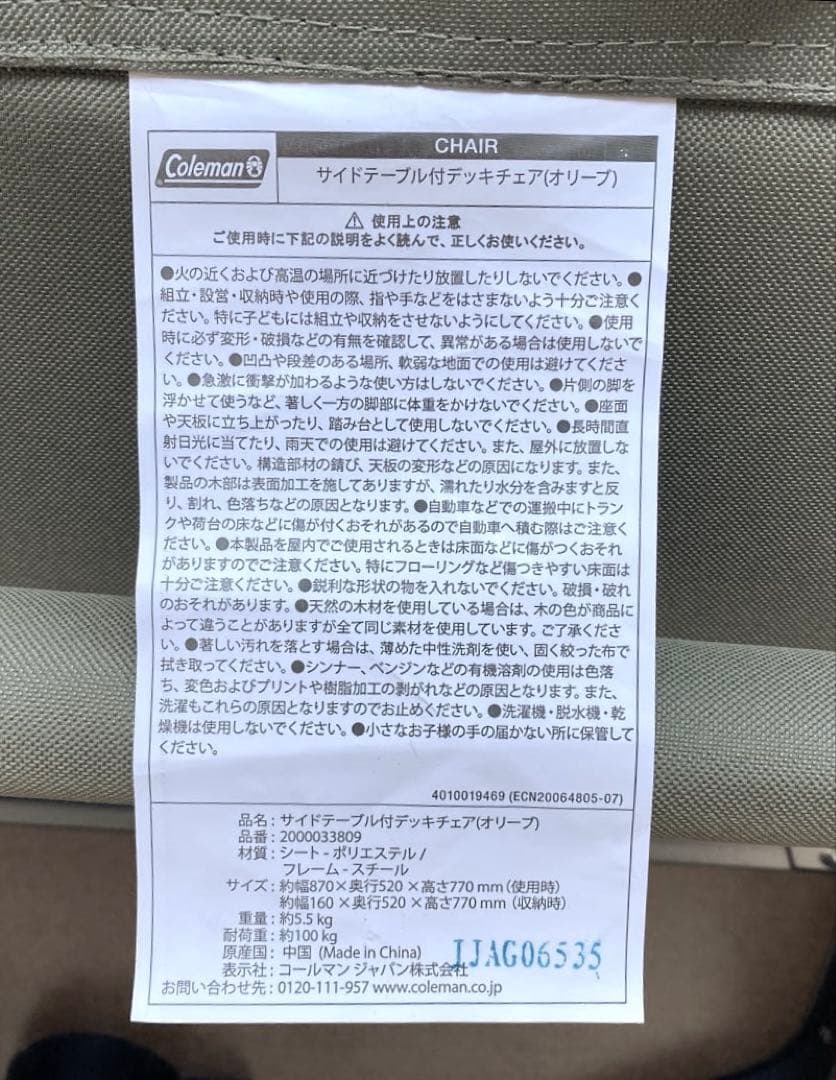 Coleman
CHAIR
サイドテーブル付デッキチェア(オリーブ)
⚠ 使用上の注意
ご使用時に下記の説明をよく読んで、正しくお使いください。
●火の近くおよび高温の場所に近づけたり放置したりしないでください。●
組立・設営・収納時や使用の際、指や手などをはさまないよう十分ご注意く
ださい。特に子どもには組立や収納をさせないようにしてください。●使用
時に必ず変形・破損などの有無を確認して、異常がある場合は使用しないで
ください。●凹凸や段差のある場所、軟弱な地面での使用は避けてくださ
い。●急激に衝撃が加わるような使い方はしないでください。●片側の脚を
浮かせて使うなど、著しく一方の脚部に体重をかけないでください。●座面
や天板に立ち上がったり、踏み台として使用しないでください。●長時間直
射日光に当てたり、雨天での使用は避けてください。また、屋外に放置しな
いでください。構造部材の錆び、天板の変形などの原因になります。また、
製品の木部は表面加工を施してありますが、濡れたり水分を含みますと反
り、割れ、色落ちなどの原因となります。●自動車などでの運搬中にトラン
クや荷台の床などに傷が付くおそれがあるので自動車へ積む際はご注意く
ださい。●本製品を屋内でご使用されるときは床面などに傷がつくおそれ
がありますのでご注意ください。特にフローリングなど傷つきやすい床面は
十分ご注意ください。●鋭利な形状の物を入れないでください。破損・破れ
のおそれがあります。●天然の木材を使用している場合は、木の色が商品に
よって違うことがありますが全て同じ素材を使用しています。ご了承くださ
い。●著しい汚れを落とす場合は、薄めた中性洗剤を使い、固く絞った布で
拭き取ってください。●シンナー、ベンジンなどの有機溶剤の使用は色落
ち、変色およびプリントや樹脂加工の剥がれなどの原因となります。また、
洗濯もこれらの原因となりますのでお止めください。●洗濯機・脱水機・乾
燥機は使用しないでください。●小さなお子様の手の届かない所に保管して
ください。
4010019469 (ECN20064805-07)
品名：サイドテーブル付デッキチェア(オリーブ)
品番：2000033809
材質：シート - ポリエステル /
フレーム - スチール
サイズ：約幅870×奥行520×高さ770 mm（使用時）
約幅160×奥行520×高さ770 mm（収納時）
重量：約5.5 kg
耐荷重：約100 kg
原産国：中国 (Made in China)
IJAG06535
表示社：コールマン ジャパン株式会社
お問い合わせ先：0120-111-957 www.coleman.co.jp